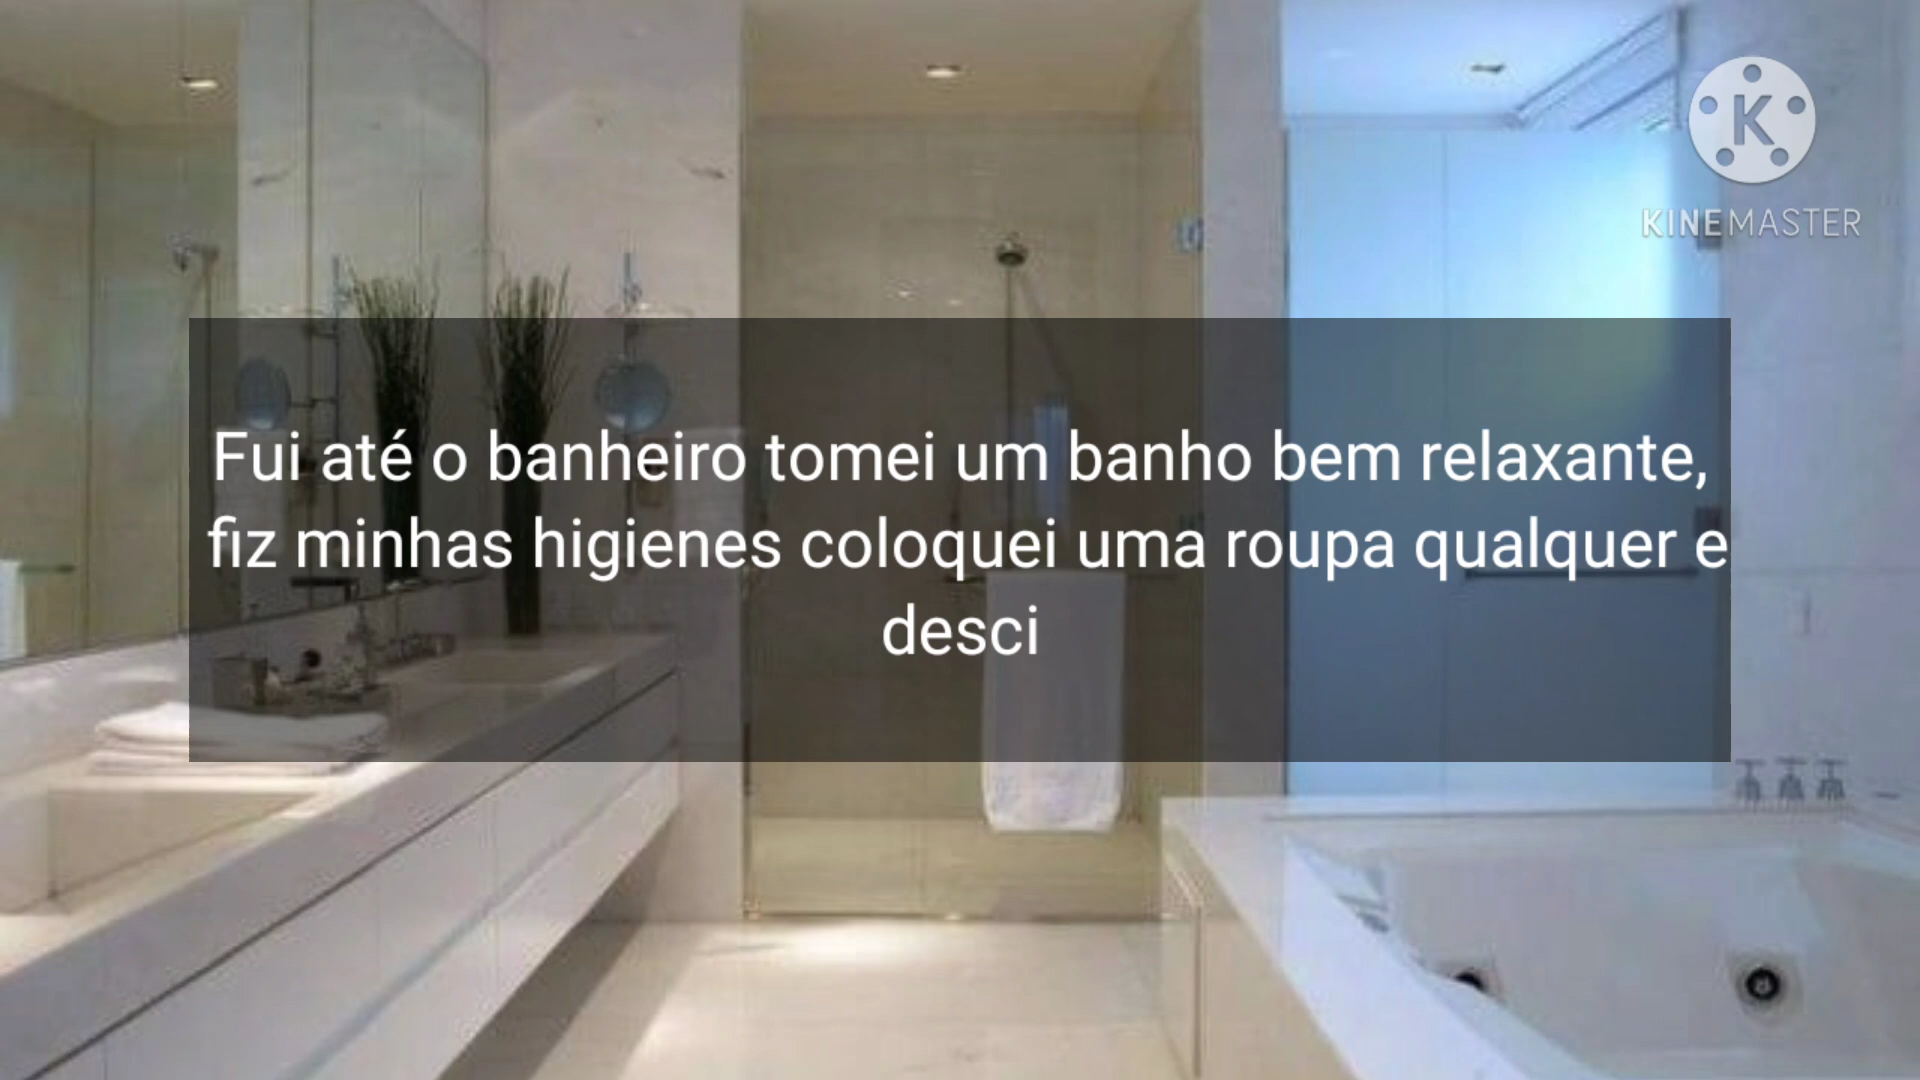 K
KINEMASTER
Fui até o banheiro tomei um banho bem relaxante,
fiz minhas higienes coloquei uma roupa qualquer e
desci